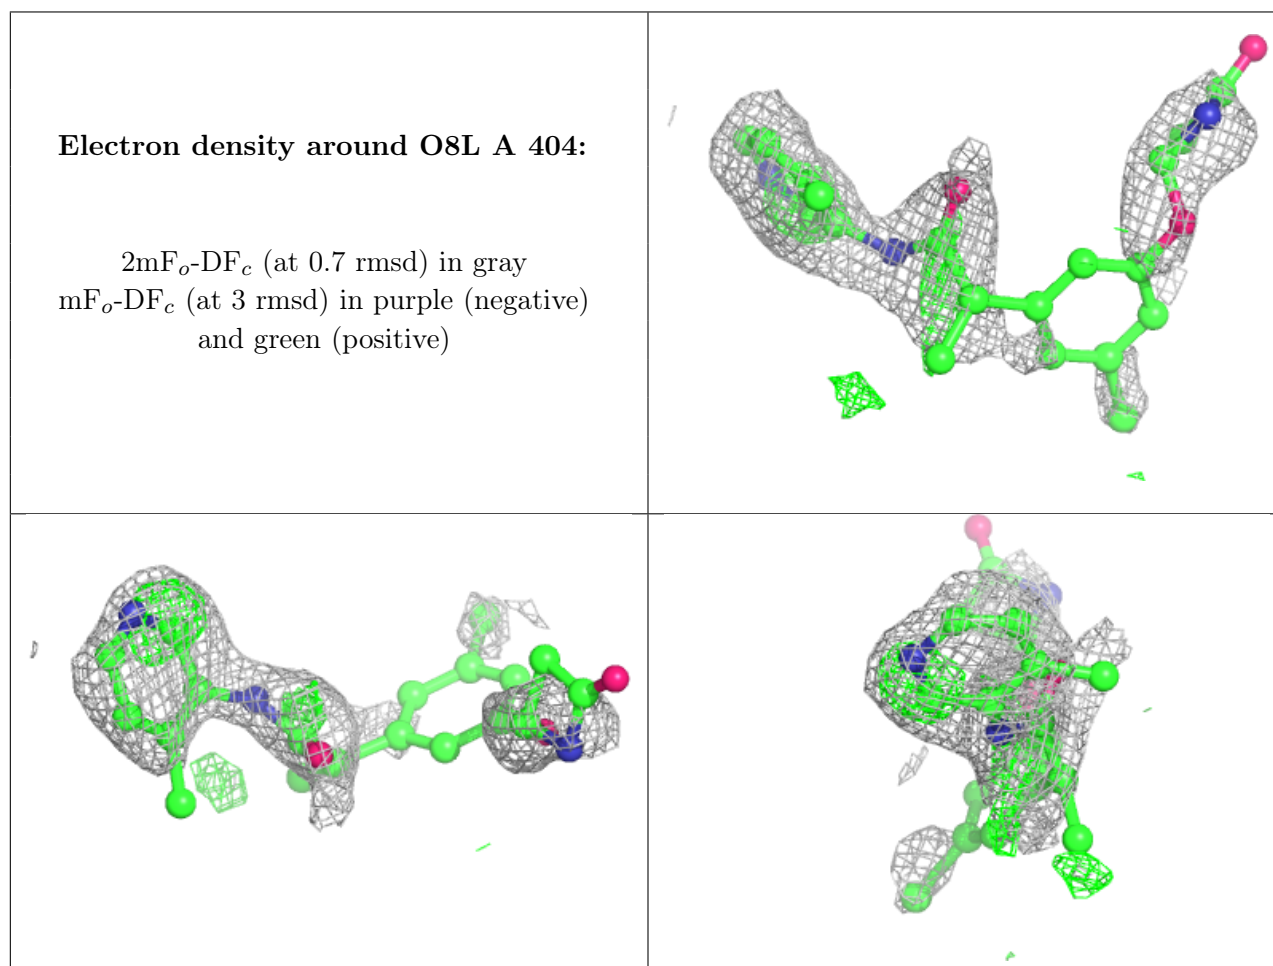 Electron density around O8L A 404:
2mFo-DFc (at 0.7 rmsd) in gray
mFo-DFc (at 3 rmsd) in purple (negative)
and green (positive)